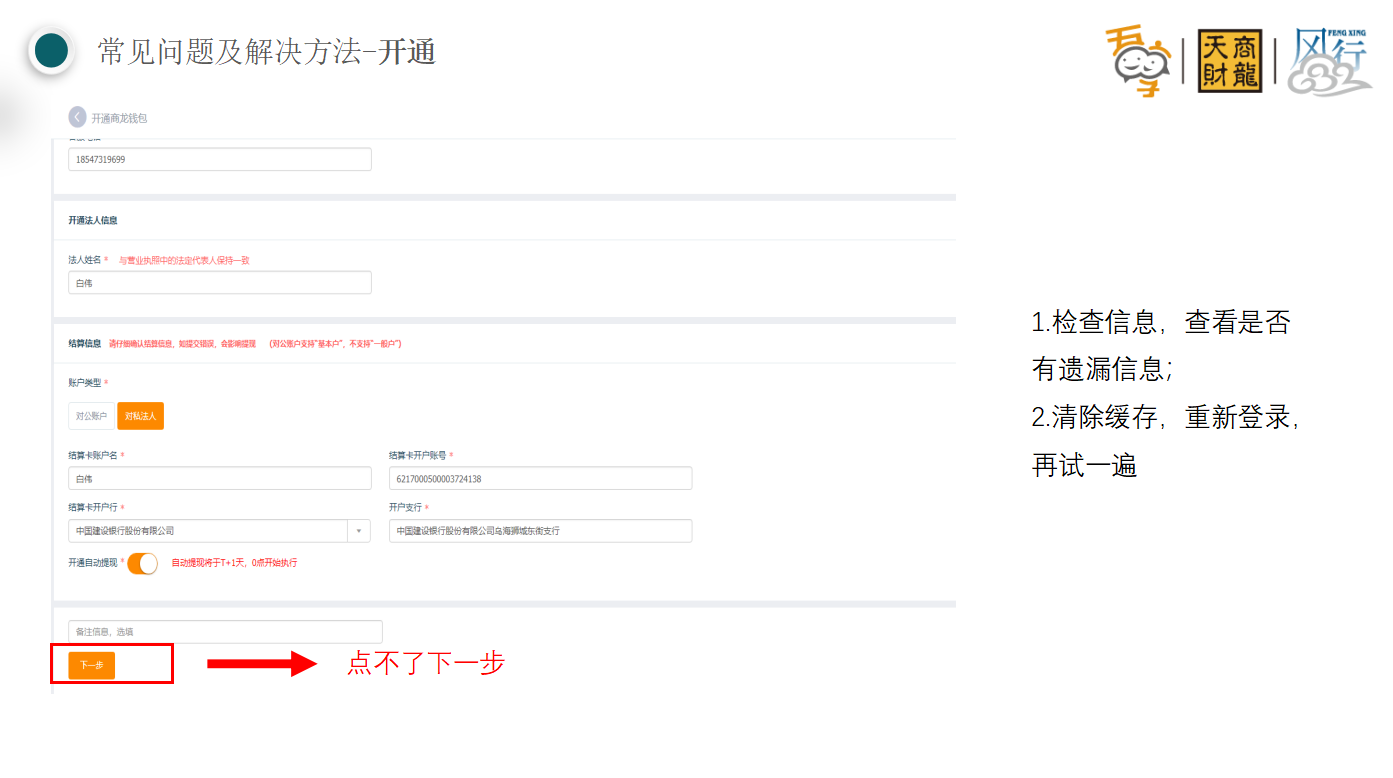 常见问题及解决方法-开通
吾子
天財
商龍
风行
FENG XING
开通商龙钱包
18547319699
开通法人信息
法人姓名 * 与营业执照中的法定代表人保持一致
白伟
结算信息 请仔细确认结算信息，如提交错误，会影响提现 （对公账户支持"基本户"，不支持"一般户"）
账户类型 *
对公账户 对私法人
结算卡账户名 * 结算卡开户账号 *
白伟 6217000500003724138
结算卡开户行 * 开户支行 *
中国建设银行股份有限公司 中国建设银行股份有限公司乌海狮城东街支行
开通自动提现 * 自动提现将于T+1天，0点开始执行
备注信息，选填
下一步
点不了下一步
1.检查信息，查看是否
有遗漏信息；
2.清除缓存，重新登录，
再试一遍